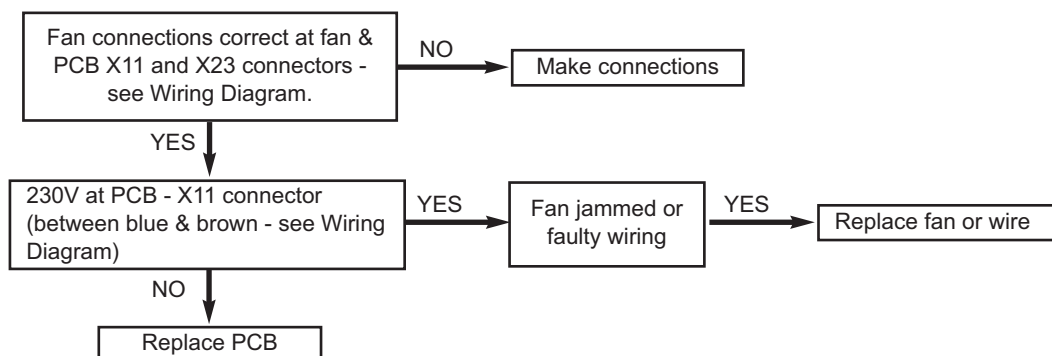 Fan connections correct at fan &
PCB X11 and X23 connectors -
see Wiring Diagram.
NO
Make connections
YES
230V at PCB - X11 connector
(between blue & brown - see Wiring
Diagram)
YES
Fan jammed or
faulty wiring
YES
Replace fan or wire
NO
Replace PCB